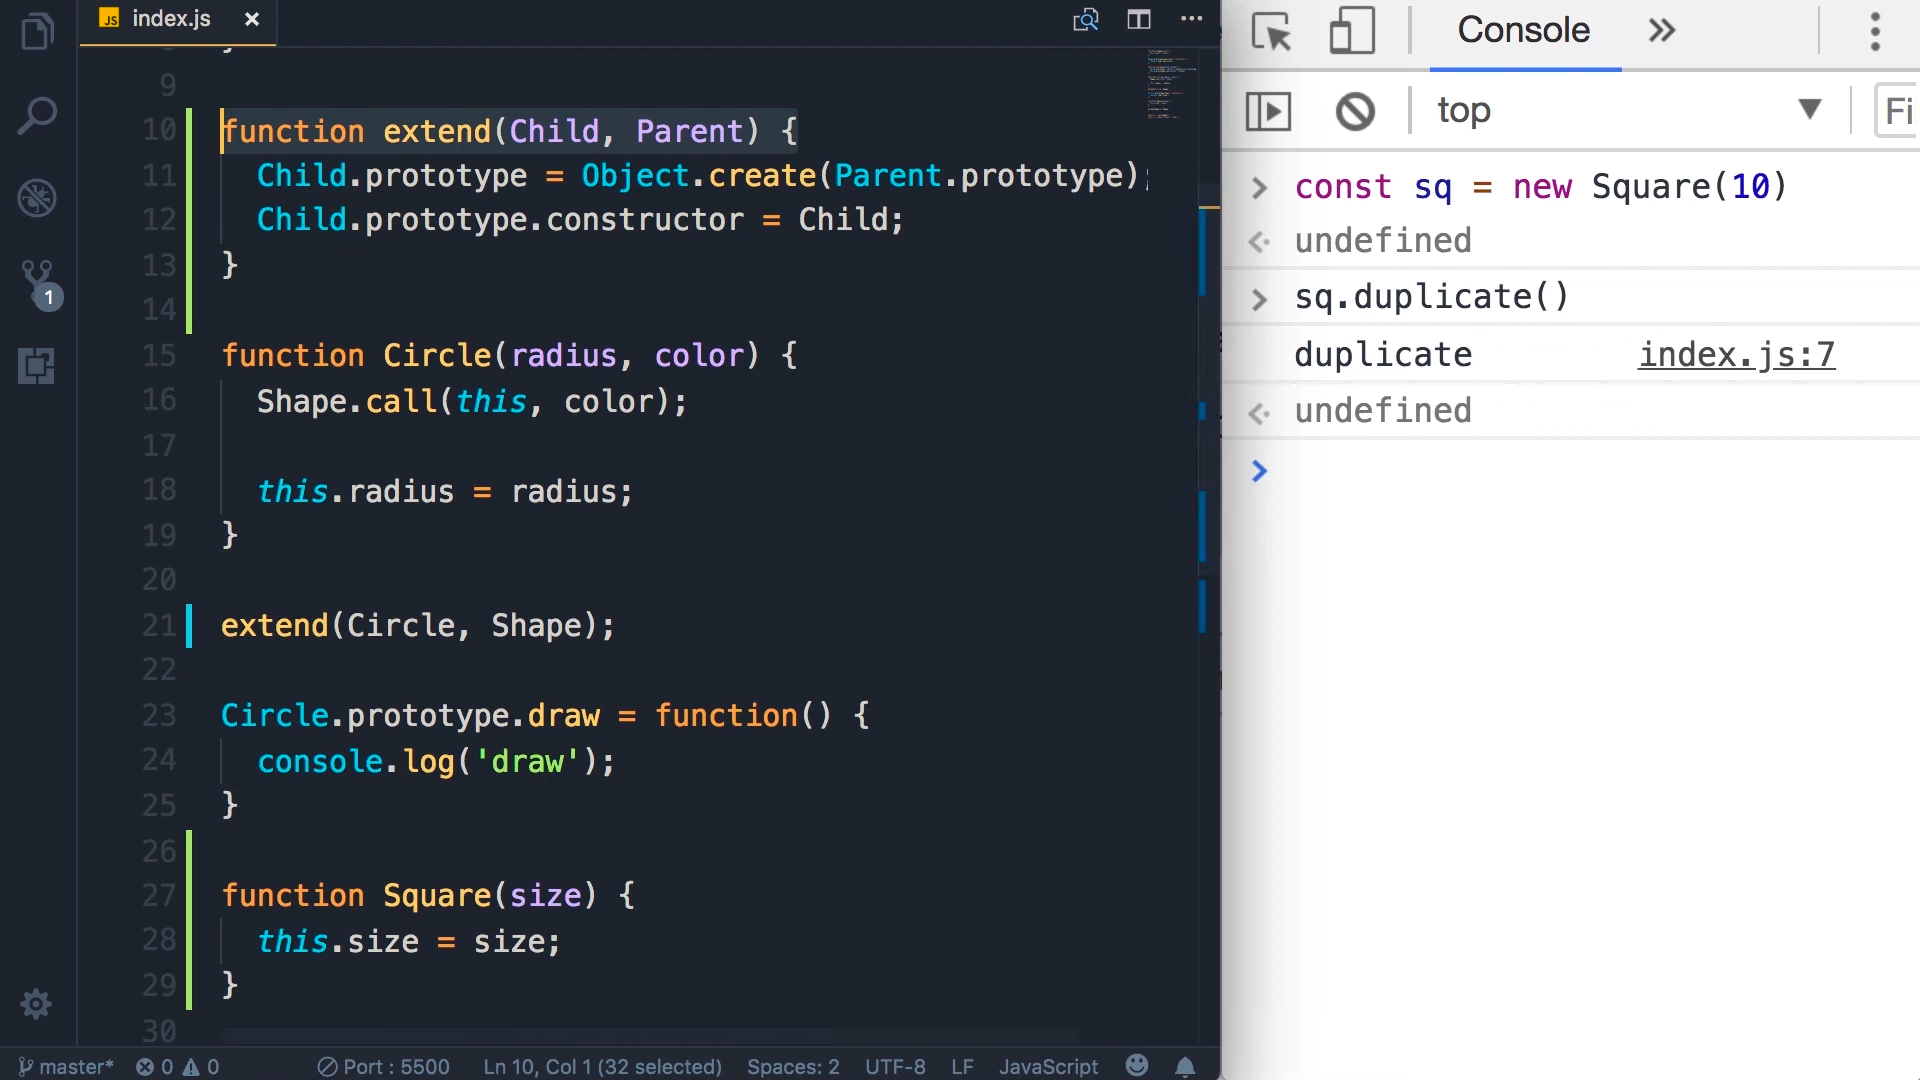 JS index.js ×
9
10 function extend(Child, Parent) {
11 Child.prototype = Object.create(Parent.prototype);
12 Child.prototype.constructor = Child;
13 }
14
15 function Circle(radius, color) {
16 Shape.call(this, color);
17
18 this.radius = radius;
19 }
20
21 extend(Circle, Shape);
22
23 Circle.prototype.draw = function() {
24 console.log('draw');
25 }
26
27 function Square(size) {
28 this.size = size;
29 }
30
1
master* 0 0 Port : 5500 Ln 10, Col 1 (32 selected) Spaces: 2 UTF-8 LF JavaScript
Console
top Fi
const sq = new Square(10)
undefined
sq.duplicate()
duplicate index.js:7
undefined